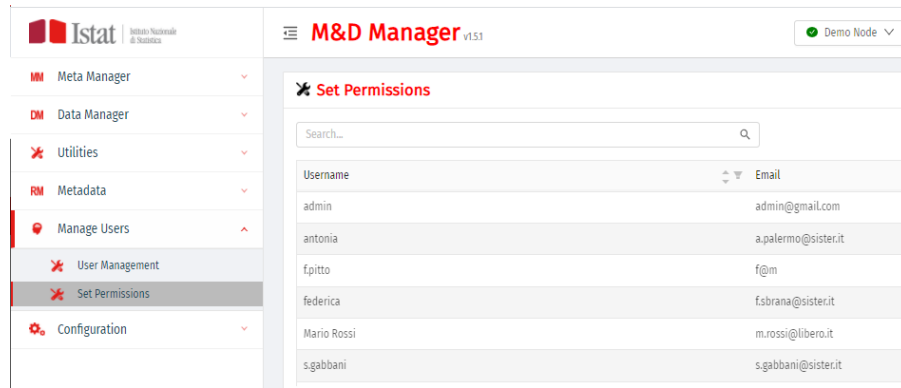 Istat
Istituto Nazionale
di Statistica
M&D Manager v1.5.1
Demo Node
MM Meta Manager
DM Data Manager
Utilities
RM Metadata
Manage Users
User Management
Set Permissions
Configuration
Set Permissions
Search...
Username Email
admin admin@gmail.com
antonia a.palermo@sister.it
f.pitto f@m
federica f.sbrana@sister.it
Mario Rossi m.rossi@libero.it
s.gabbani s.gabbani@sister.it